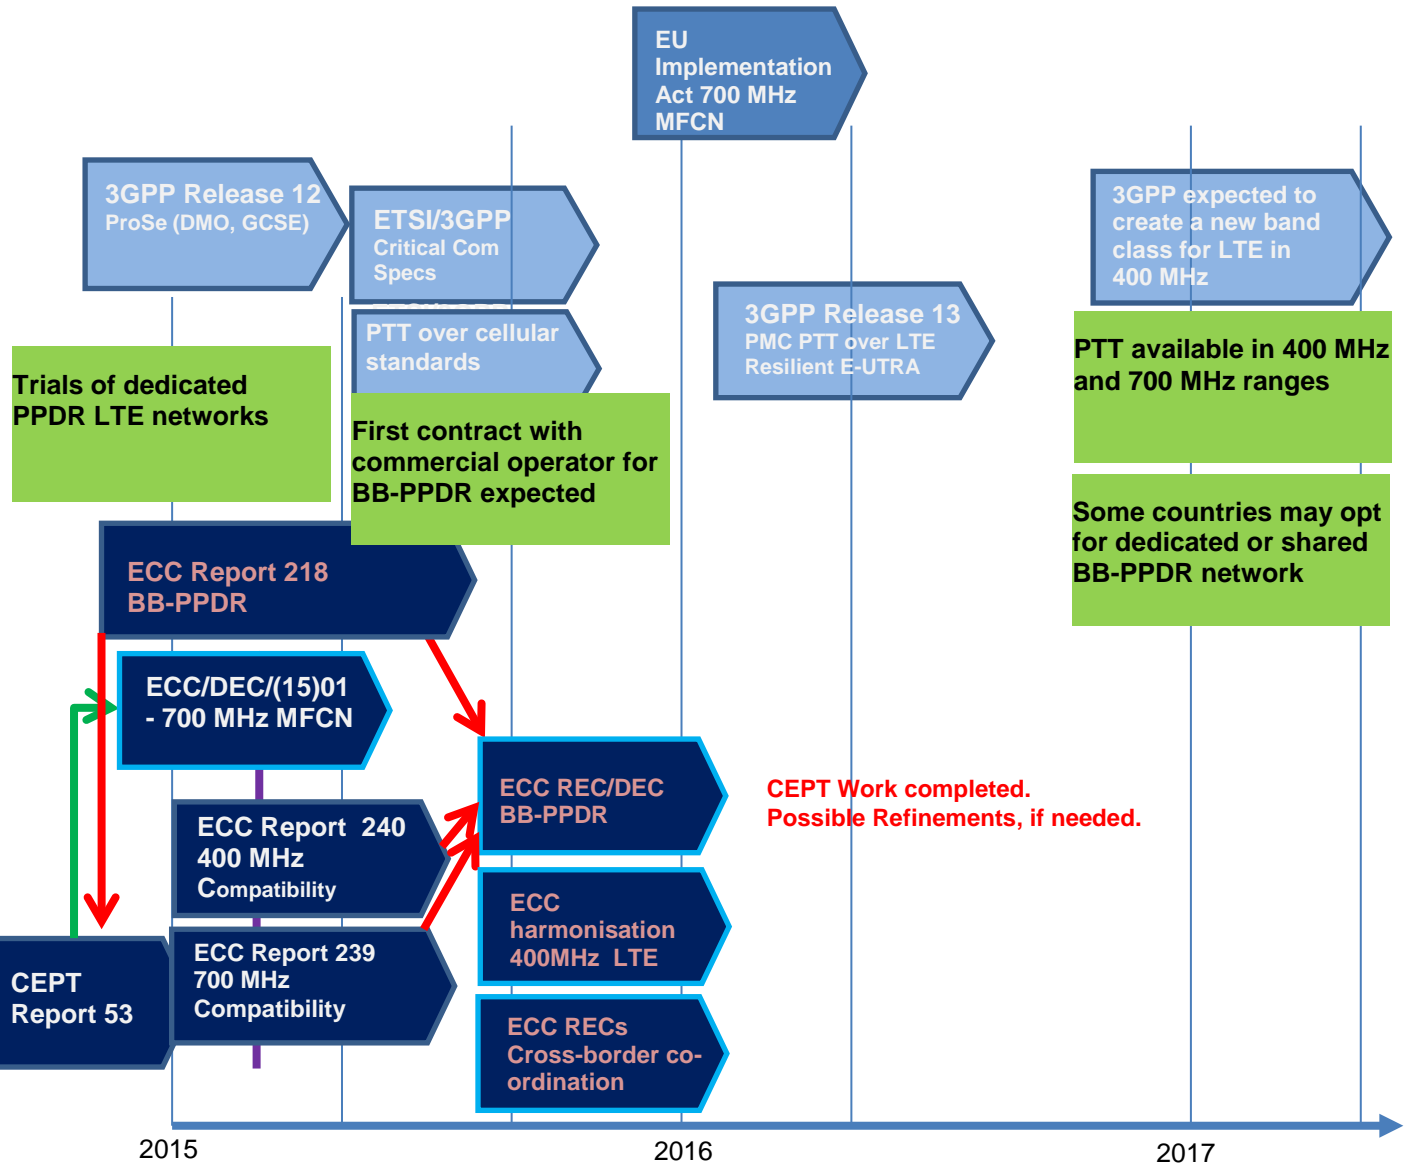 EU
Implementation
Act 700 MHz
MFCN
3GPP Release 12
ProSe (DMO, GCSE)
ETSI/3GPP
Critical Com
Specs
PTT over cellular
standards
3GPP Release 13
PMC PTT over LTE
Resilient E-UTRA
3GPP expected to
create a new band
class for LTE in
400 MHz
Trials of dedicated
PPDR LTE networks
First contract with
commercial operator for
BB-PPDR expected
PTT available in 400 MHz
and 700 MHz ranges
Some countries may opt
for dedicated or shared
BB-PPDR network
ECC Report 218
BB-PPDR
ECC/DEC/(15)01
- 700 MHz MFCN
ECC Report 240
400 MHz
Compatibility
ECC Report 239
700 MHz
Compatibility
CEPT
Report 53
ECC REC/DEC
BB-PPDR
CEPT Work completed.
Possible Refinements, if needed.
ECC
harmonisation
400MHz LTE
ECC RECs
Cross-border co-
ordination
2015
2016
2017